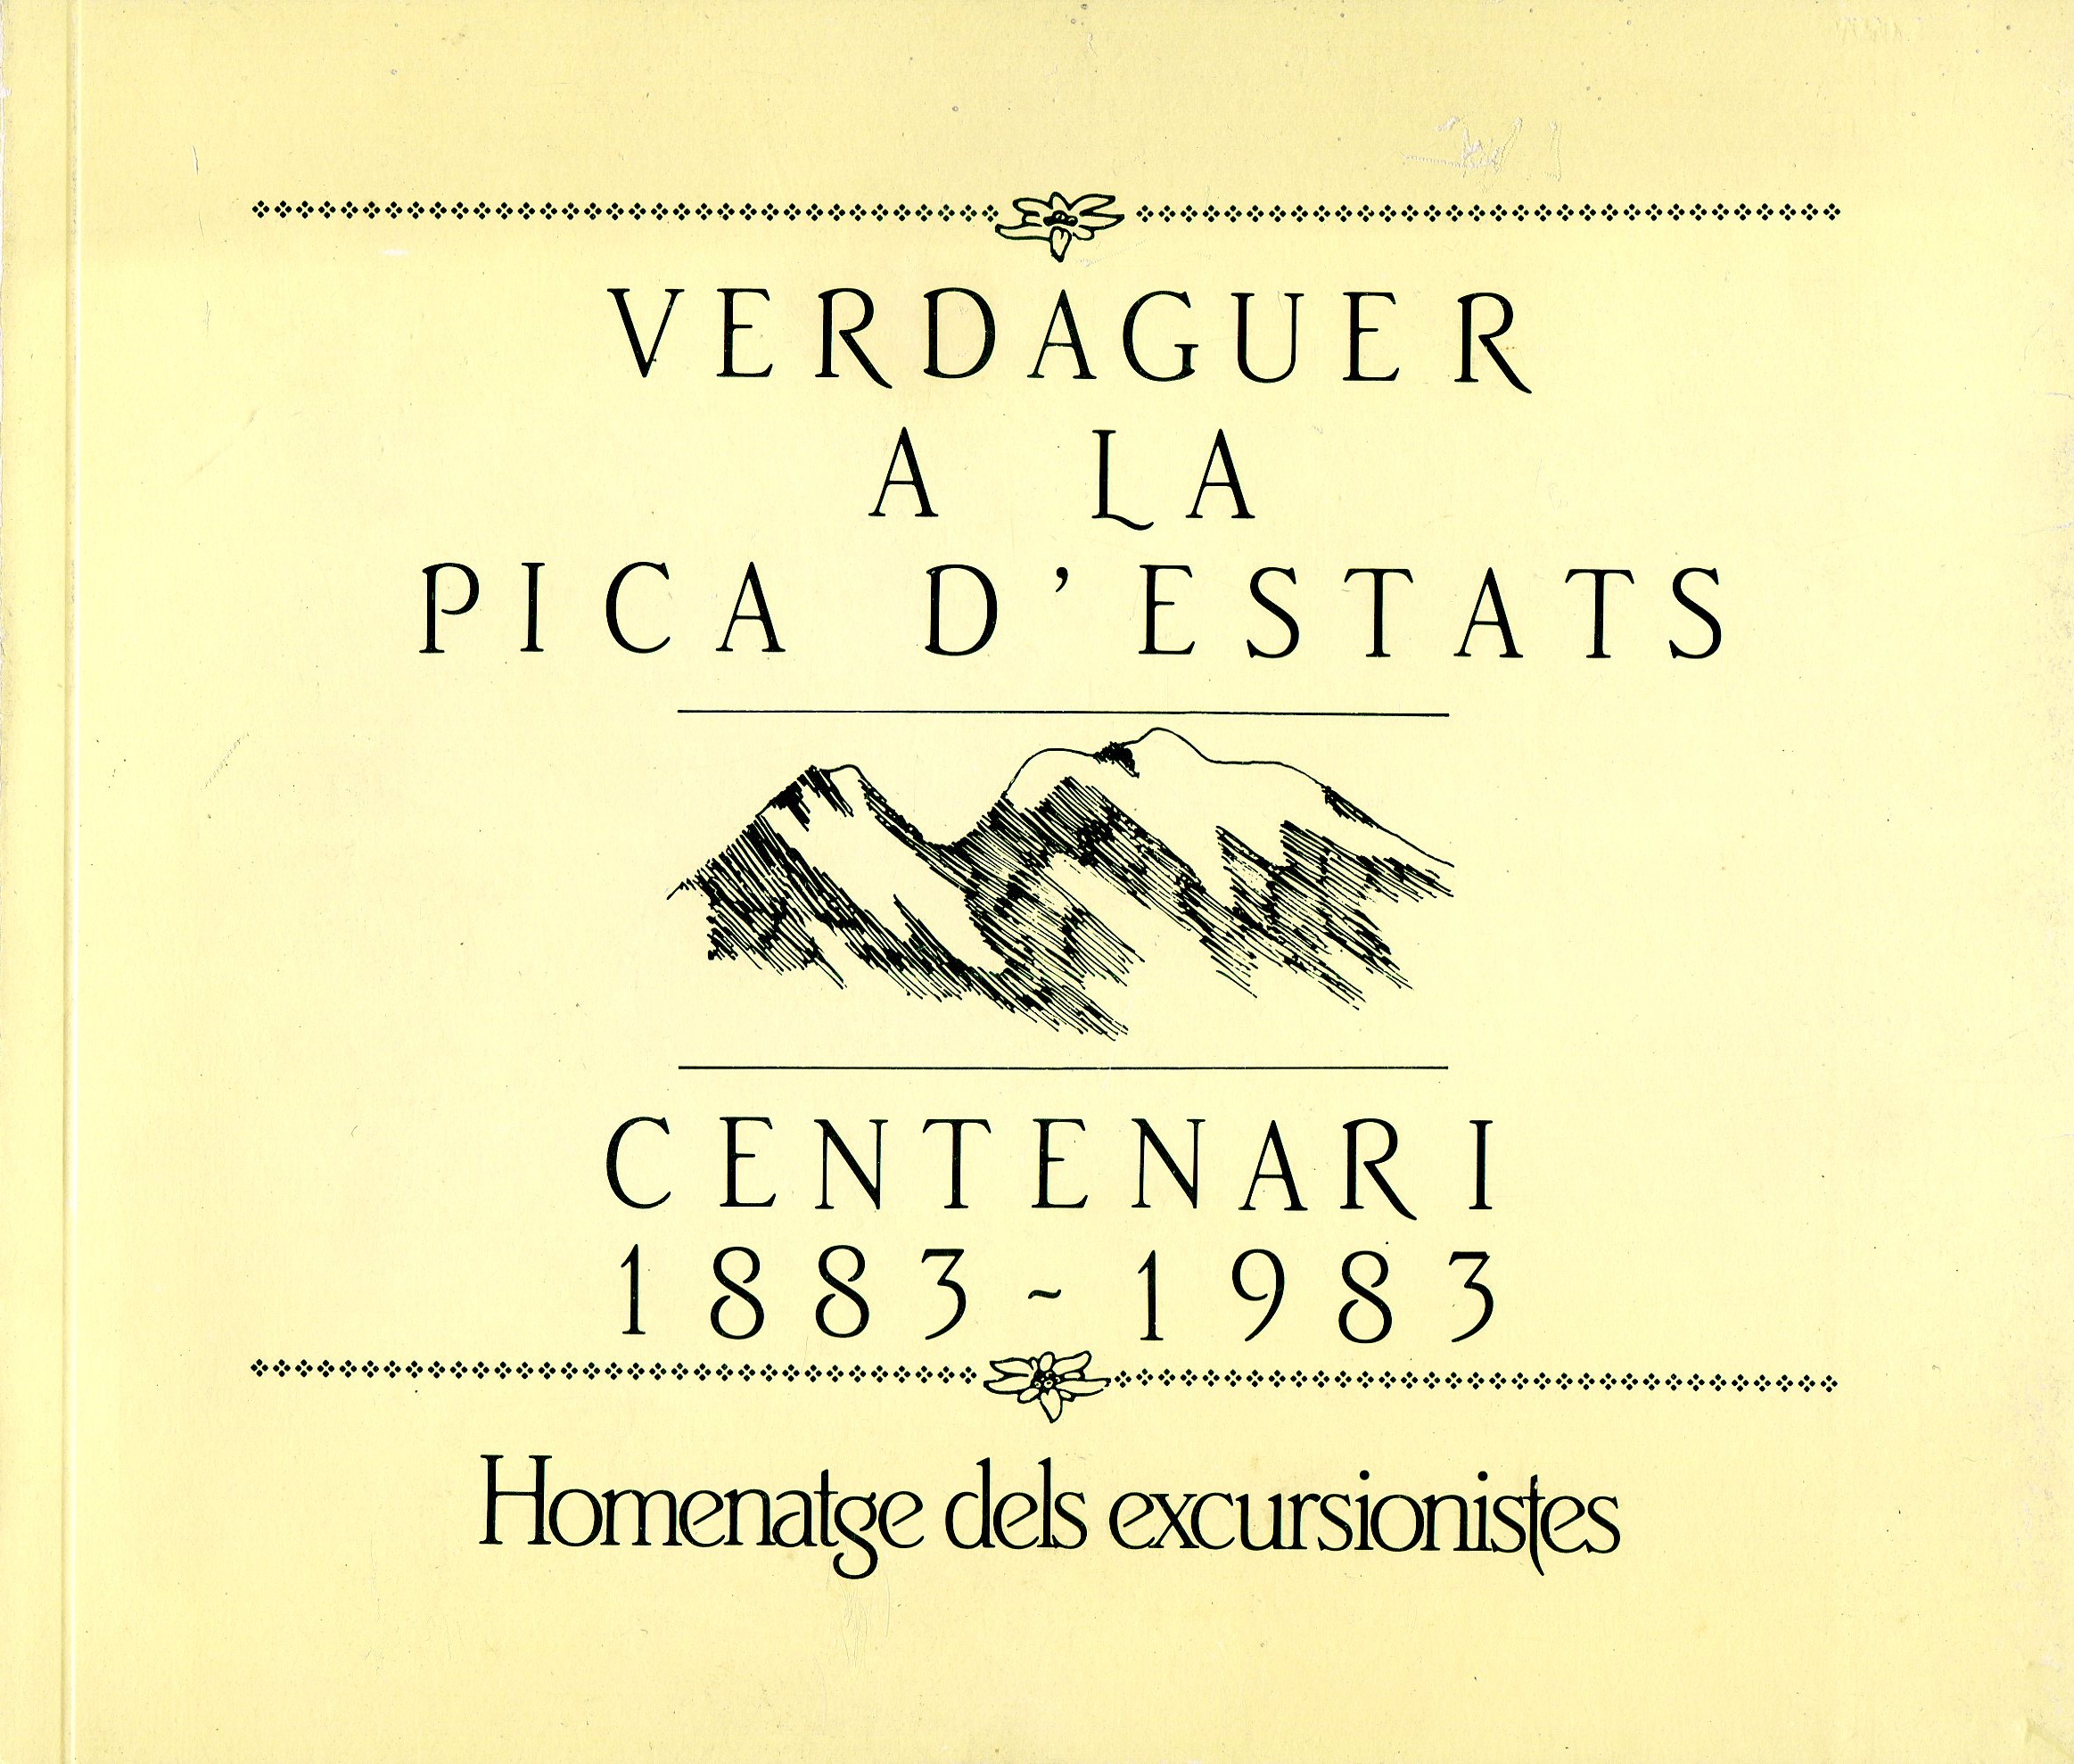 VERDAGUER
A LA
PICA D'ESTATS
CENTENARI
1883~1983
Homenatge dels excursionistes